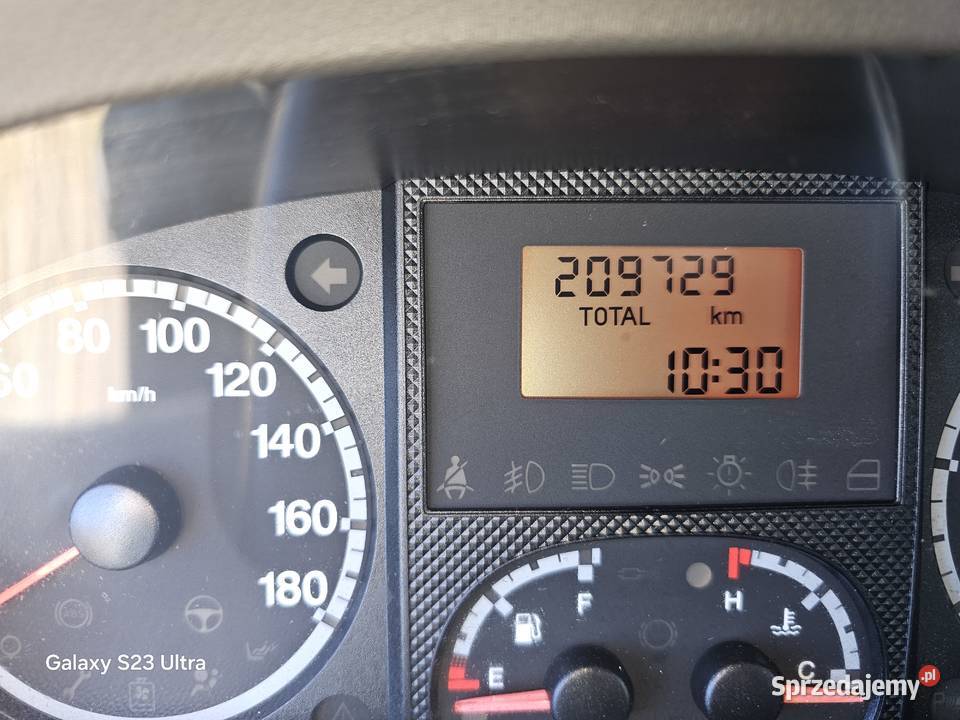 209729
TOTAL km
10:30
60 80 100 120 140 160 180
km/h
F
H
E
C
Galaxy S23 Ultra
Sprzedajemy.pl